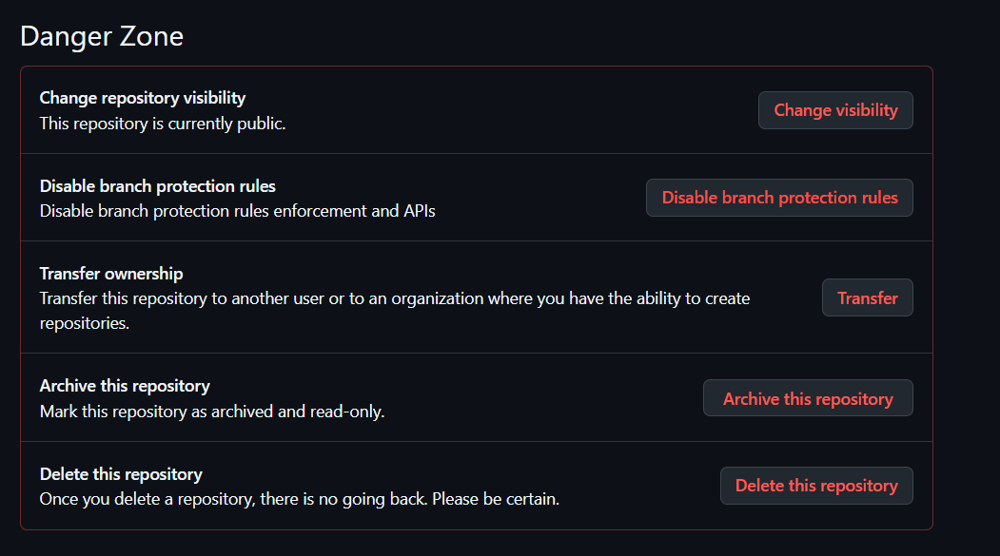 Danger Zone
Change repository visibility
This repository is currently public.
Change visibility
Disable branch protection rules
Disable branch protection rules enforcement and APIs
Disable branch protection rules
Transfer ownership
Transfer this repository to another user or to an organization where you have the ability to create
repositories.
Transfer
Archive this repository
Mark this repository as archived and read-only.
Archive this repository
Delete this repository
Once you delete a repository, there is no going back. Please be certain.
Delete this repository